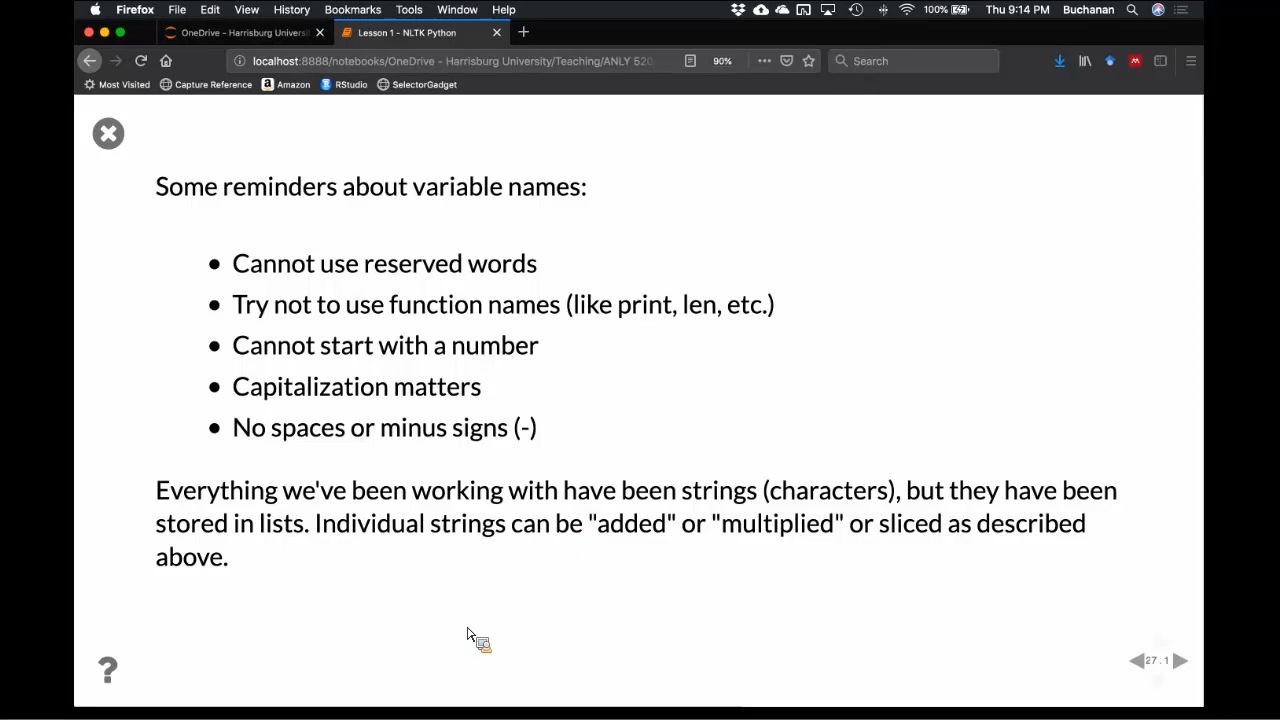 Firefox File Edit View History Bookmarks Tools Window Help 100% Thu 9:14 PM Buchanan
OneDrive - Harrisburg Universi Lesson 1 - NLTK Python
localhost:8888/notebooks/OneDrive - Harrisburg University/Teaching/ANLY 520 90% Search
Most Visited Capture Reference Amazon RStudio SelectorGadget
Some reminders about variable names:
• Cannot use reserved words
• Try not to use function names (like print, len, etc.)
• Cannot start with a number
• Capitalization matters
• No spaces or minus signs (-)
Everything we've been working with have been strings (characters), but they have been
stored in lists. Individual strings can be "added" or "multiplied" or sliced as described
above.
?
27.1